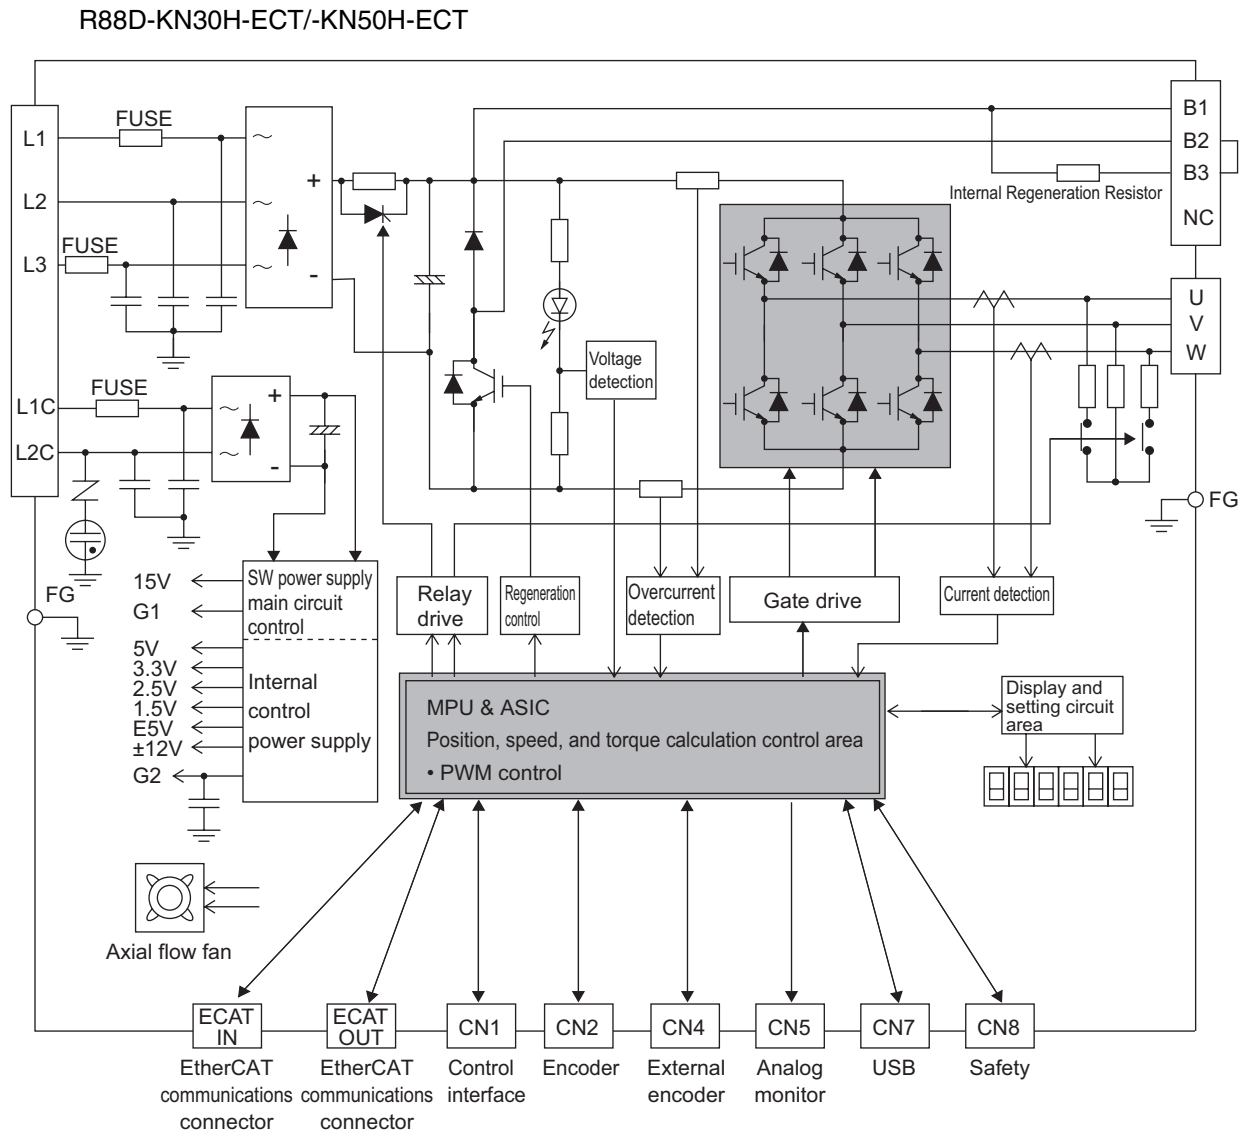 R88D-KN30H-ECT/-KN50H-ECT
L1
FUSE
L2
FUSE
L3
+
-
B1
B2
B3
Internal Regeneration Resistor
NC
U
V
W
Voltage
detection
FUSE
L1C
L2C
+
-
FG
FG
15V
G1
5V
3.3V
2.5V
1.5V
E5V
±12V
G2
SW power supply
main circuit
control
Internal
control
power supply
Relay
drive
Regeneration
control
Overcurrent
detection
Gate drive
Current detection
MPU & ASIC
Position, speed, and torque calculation control area
• PWM control
Display and
setting circuit
area
Axial flow fan
ECAT
IN
ECAT
OUT
CN1
CN2
CN4
CN5
CN7
CN8
EtherCAT
communications
connector
EtherCAT
communications
connector
Control
interface
Encoder
External
encoder
Analog
monitor
USB
Safety